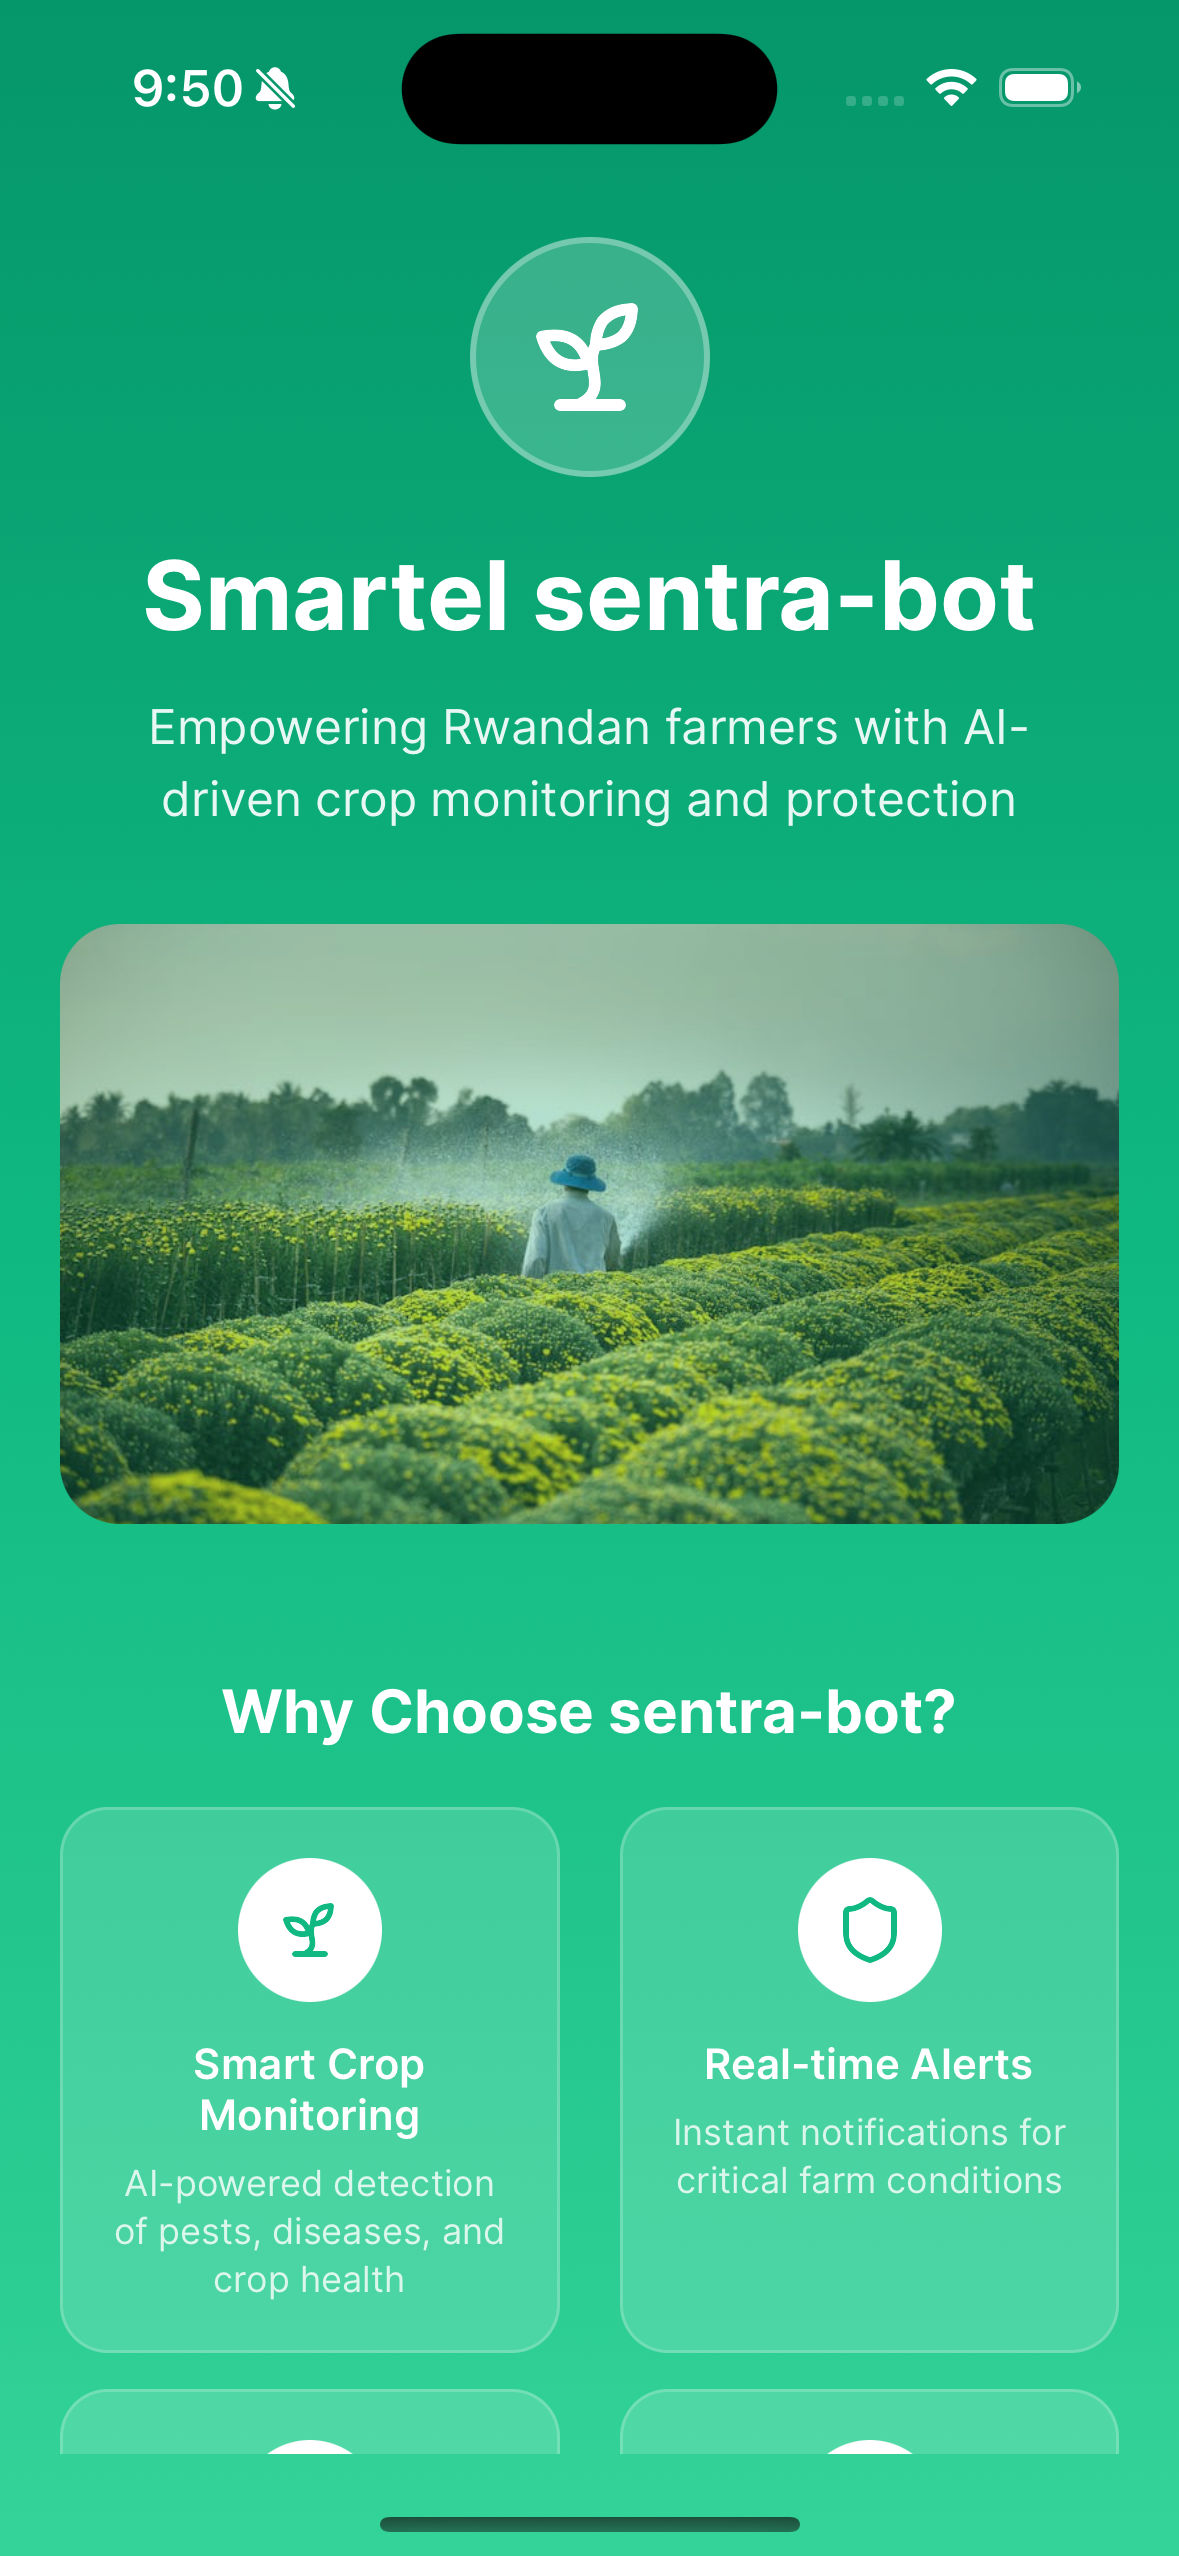 9:50
Smartel sentra-bot
Empowering Rwandan farmers with AI-
driven crop monitoring and protection
Why Choose sentra-bot?
Smart Crop
Monitoring
AI-powered detection
of pests, diseases, and
crop health
Real-time Alerts
Instant notifications for
critical farm conditions